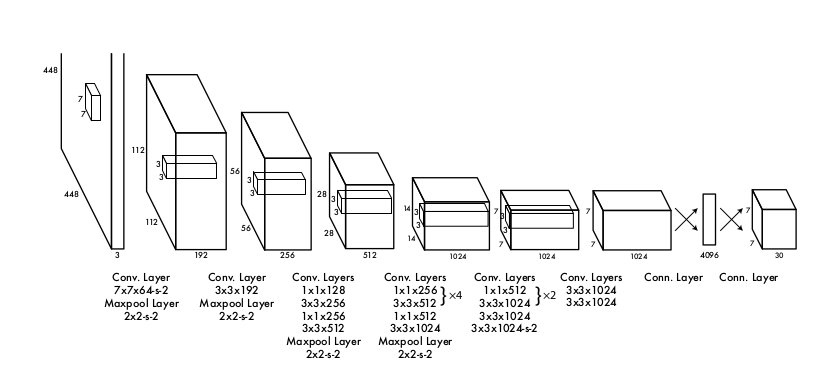 448
7
7
448
3
112
3
3
112
192
56
3
3
56
256
28
3
3
28
512
14
3
3
14
1024
7
3
3
7
1024
7
7
1024
4096
7
7
30
Conv. Layer
7x7x64-s-2
Maxpool Layer
2x2-s-2
Conv. Layer
3x3x192
Maxpool Layer
2x2-s-2
Conv. Layers
1x1x128
3x3x256
1x1x256
3x3x512
Maxpool Layer
2x2-s-2
Conv. Layers
1x1x256
3x3x512
}×4
1x1x512
3x3x1024
Maxpool Layer
2x2-s-2
Conv. Layers
1x1x512
3x3x1024
}×2
3x3x1024
3x3x1024-s-2
Conv. Layers
3x3x1024
3x3x1024
Conn. Layer
Conn. Layer